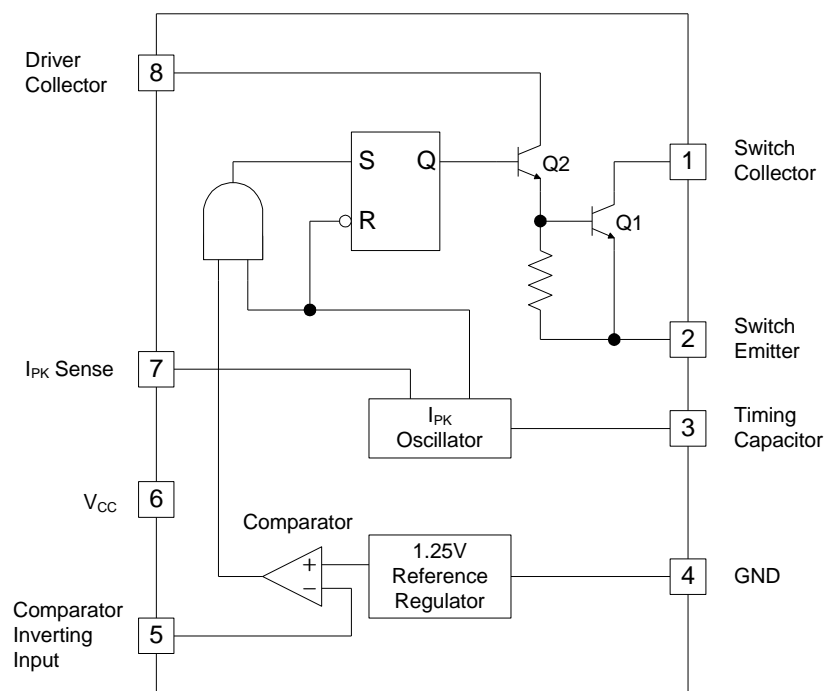 Driver
Collector
8
S
Q
R
Q2
Q1
1
Switch
Collector
2
Switch
Emitter
IPK Sense
7
IPK
Oscillator
3
Timing
Capacitor
VCC
6
Comparator
+
−
1.25V
Reference
Regulator
4
GND
Comparator
Inverting
Input
5